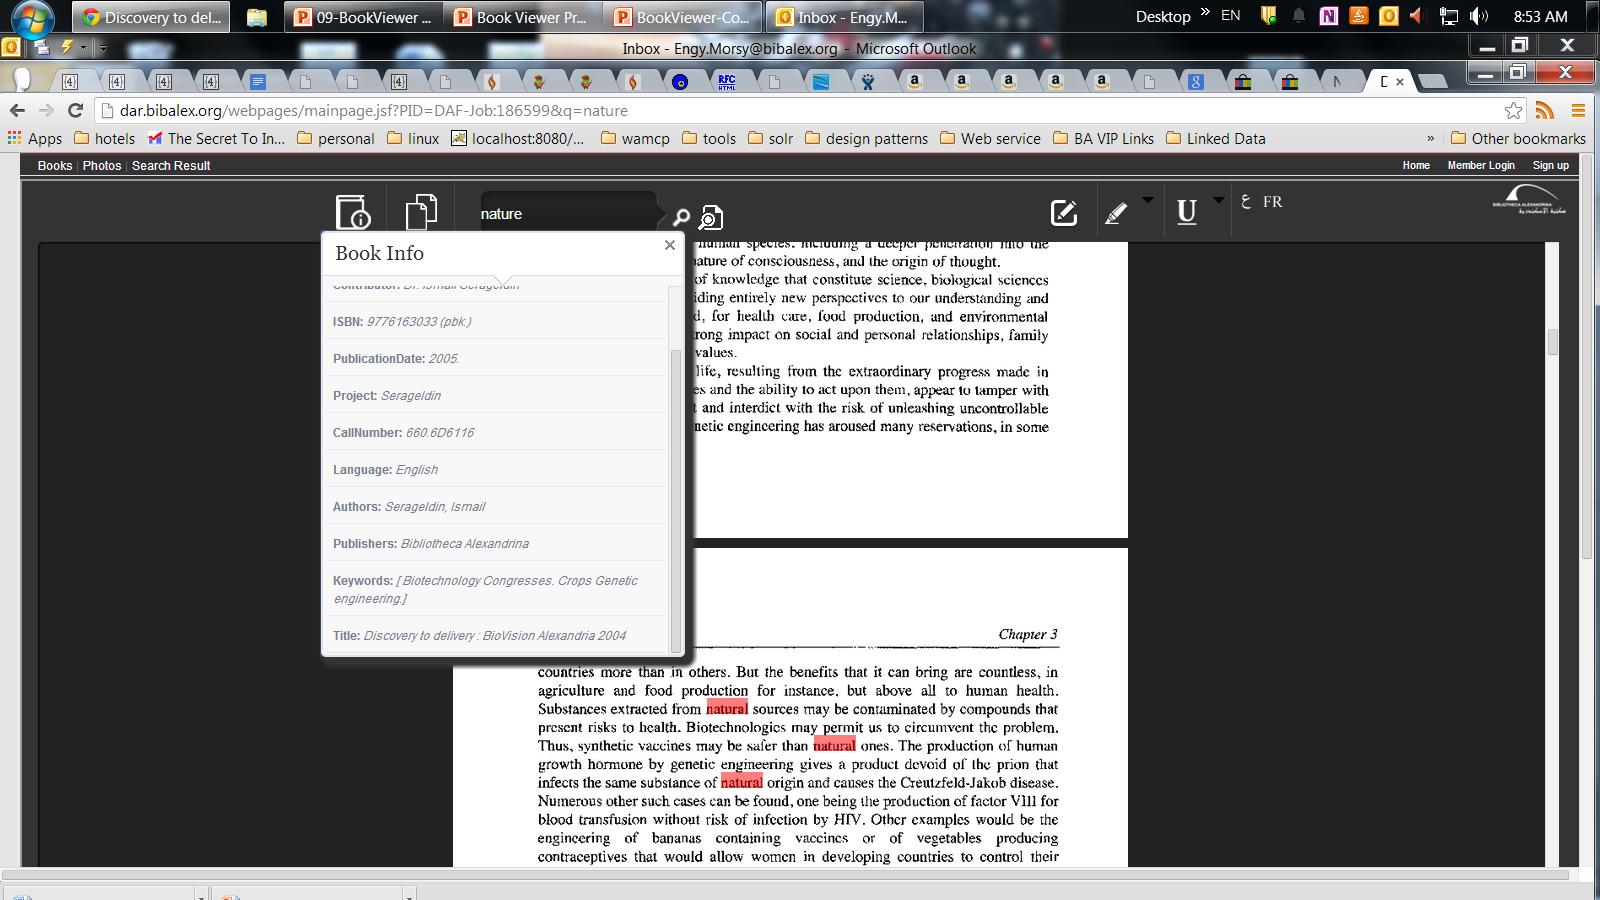 Discovery to del...
09-BookViewer ...
Book Viewer Pr...
BookViewer-Co...
Inbox - Engy.M...
Desktop
»
EN
8:53 AM
Inbox - Engy.Morsy@bibalex.org - Microsoft Outlook
dar.bibalex.org/webpages/mainpage.jsf?PID=DAF-Job:186599&q=nature
Apps
hotels
The Secret To In...
personal
linux
localhost:8080/...
wamcp
tools
solr
design patterns
Web service
BA VIP Links
Linked Data
»
Other bookmarks
Books | Photos | Search Result
Home
Member Login
Sign up
nature
U
ع FR
BIBLIOTHECA ALEXANDRINA
مكتبة الإسكندرية
Book Info
Contributor: Dr. Ismail Serageldin
ISBN: 9776163033 (pbk.)
PublicationDate: 2005.
Project: Serageldin
CallNumber: 660.6D6116
Language: English
Authors: Serageldin, Ismail
Publishers: Bibliotheca Alexandrina
Keywords: [ Biotechnology Congresses. Crops Genetic
engineering.]
Title: Discovery to delivery : BioVision Alexandria 2004
human species, including a deeper penetration into the
nature of consciousness, and the origin of thought.
of knowledge that constitute science, biological sciences
iding entirely new perspectives to our understanding and
d, for health care, food production, and environmental
rong impact on social and personal relationships, family
values.
life, resulting from the extraordinary progress made in
es and the ability to act upon them, appear to tamper with
t and interdict with the risk of unleashing uncontrollable
netic engineering has aroused many reservations, in some
Chapter 3
countries more than in others. But the benefits that it can bring are countless, in
agriculture and food production for instance, but above all to human health.
Substances extracted from natural sources may be contaminated by compounds that
present risks to health. Biotechnologies may permit us to circumvent the problem.
Thus, synthetic vaccines may be safer than natural ones. The production of human
growth hormone by genetic engineering gives a product devoid of the prion that
infects the same substance of natural origin and causes the Creutzfeld-Jakob disease.
Numerous other such cases can be found, one being the production of factor VIII for
blood transfusion without risk of infection by HIV. Other examples would be the
engineering of bananas containing vaccines or of vegetables producing
contraceptives that would allow women in developing countries to control their